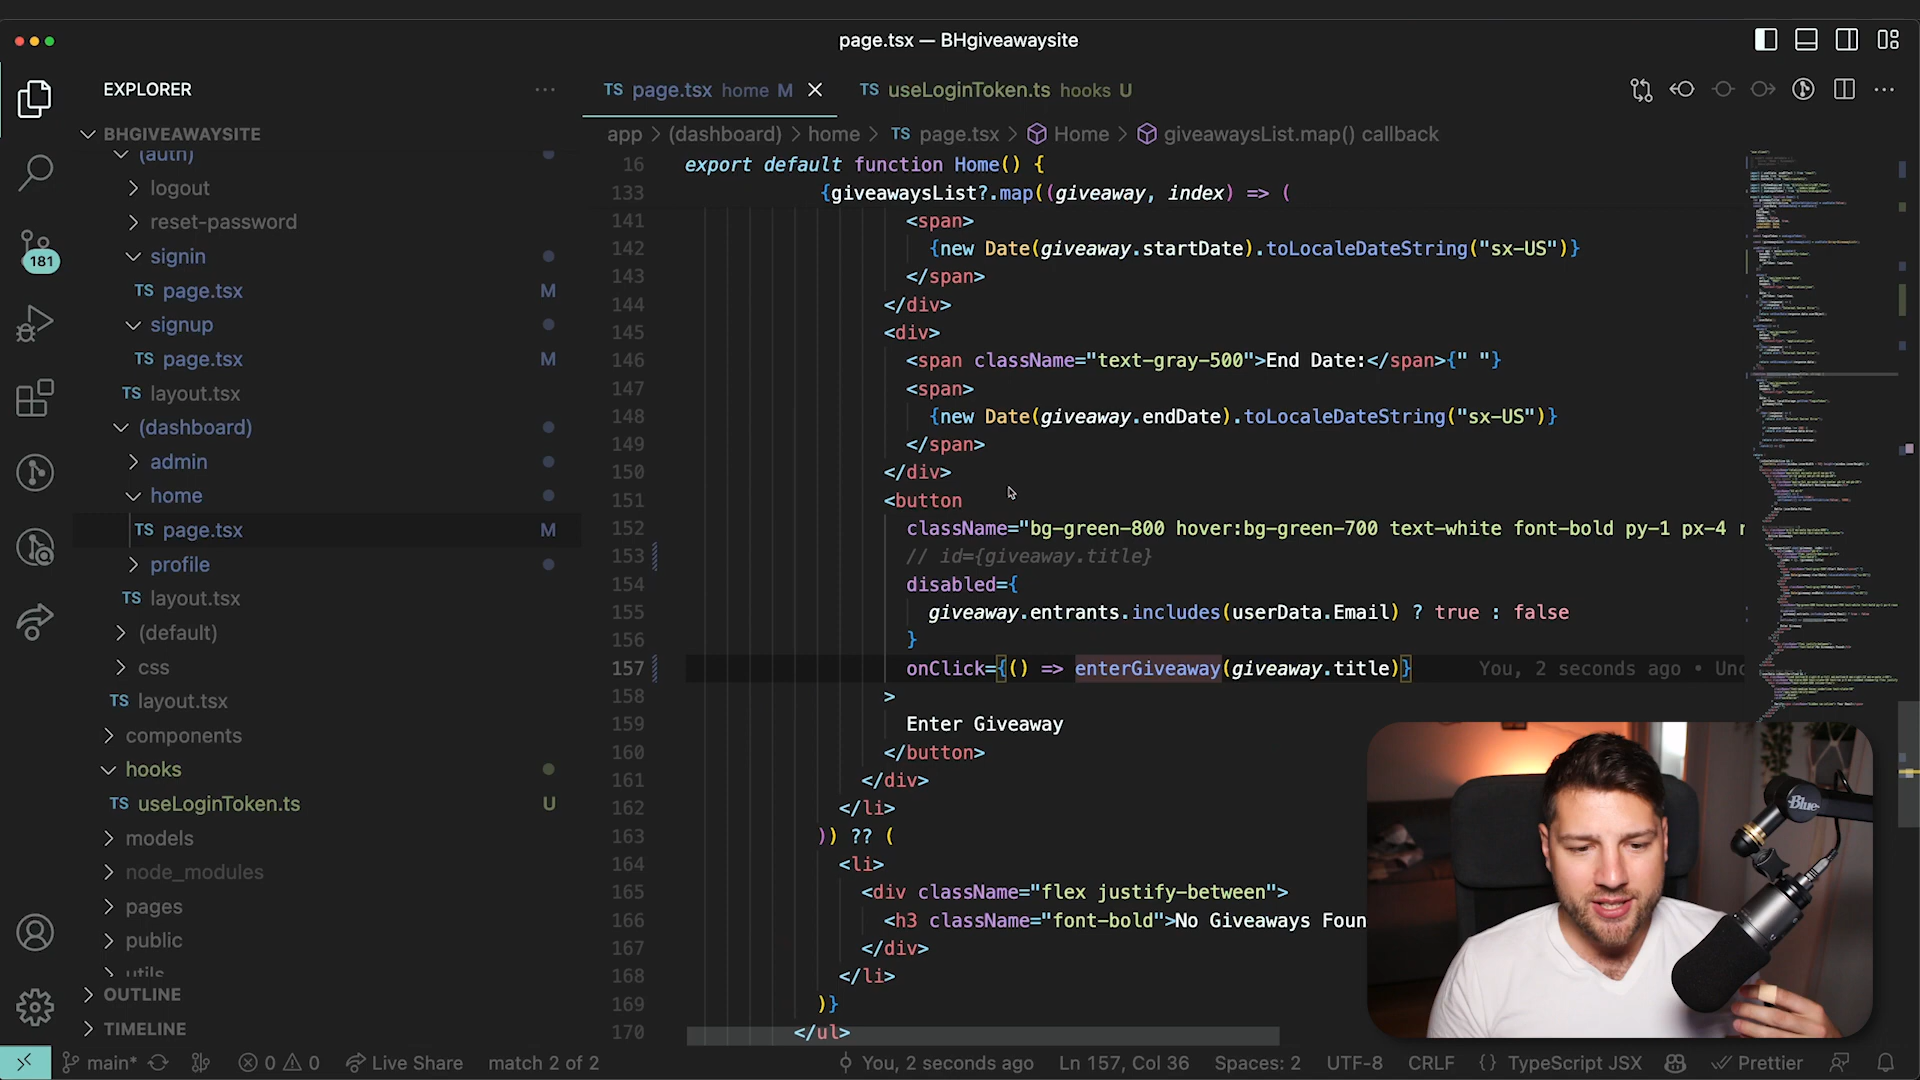 page.tsx — BHgiveawaysite
EXPLORER
TS page.tsx home M
TS useLoginToken.ts hooks U
BHGIVEAWAYSITE
app > (dashboard) > home > TS page.tsx > Home > giveawaysList.map() callback
(auth)
logout
reset-password
signin
TS page.tsx M
signup
TS page.tsx M
TS layout.tsx
(dashboard)
admin
home
TS page.tsx M
profile
TS layout.tsx
(default)
css
TS layout.tsx
components
hooks
TS useLoginToken.ts U
models
node_modules
pages
public
utils
OUTLINE
TIMELINE
181
16 export default function Home() {
133 {giveawaysList?.map((giveaway, index) => (
141 <span>
142 {new Date(giveaway.startDate).toLocaleDateString("sx-US")}
143 </span>
144 </div>
145 <div>
146 <span className="text-gray-500">End Date:</span>{" "}
147 <span>
148 {new Date(giveaway.endDate).toLocaleDateString("sx-US")}
149 </span>
150 </div>
151 <button
152 className="bg-green-800 hover:bg-green-700 text-white font-bold py-1 px-4 r
153 // id={giveaway.title}
154 disabled={
155 giveaway.entrants.includes(userData.Email) ? true : false
156 }
157 onClick={() => enterGiveaway(giveaway.title)} You, 2 seconds ago • Unc
158 >
159 Enter Giveaway
160 </button>
161 </div>
162 </li>
163 )) ?? (
164 <li>
165 <div className="flex justify-between">
166 <h3 className="font-bold">No Giveaways Foun
167 </div>
168 </li>
169 )}
170 </ul>
Blue
main* 0 0 Live Share match 2 of 2 You, 2 seconds ago Ln 157, Col 36 Spaces: 2 UTF-8 CRLF {} TypeScript JSX Prettier